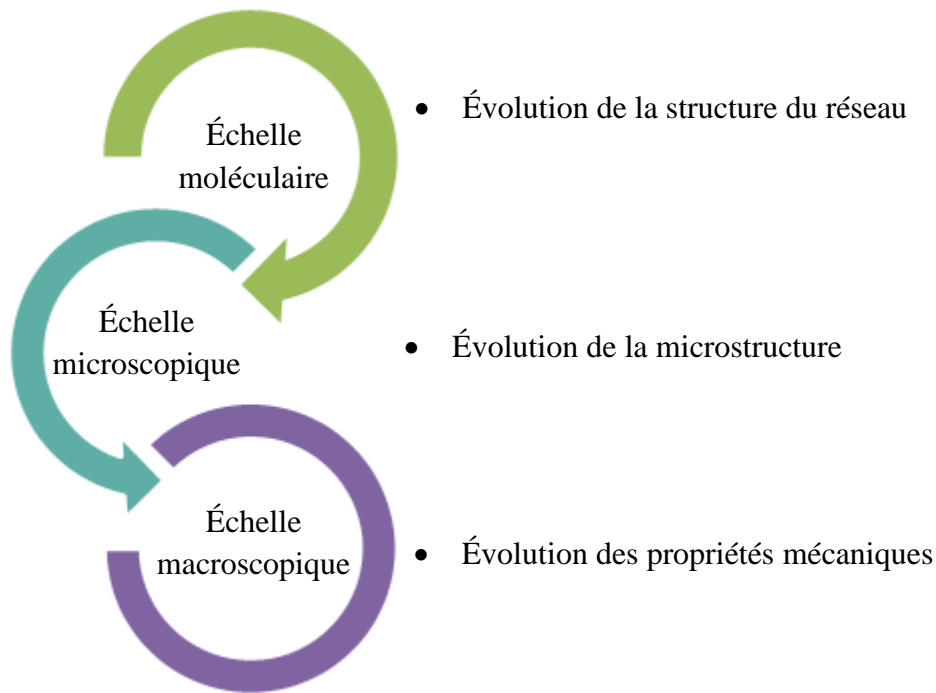 Échelle
moléculaire
• Évolution de la structure du réseau
Échelle
microscopique
• Évolution de la microstructure
Échelle
macroscopique
• Évolution des propriétés mécaniques